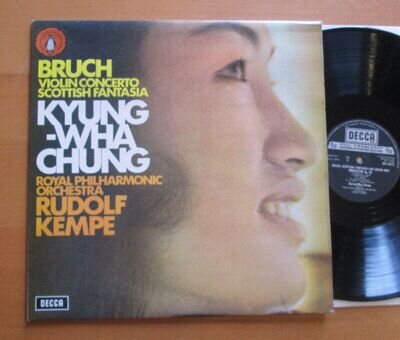 BRUCH
VIOLIN CONCERTO
SCOTTISH FANTASIA
KYUNG
-WHA
CHUNG
ROYAL PHILHARMONIC
ORCHESTRA
RUDOLF
KEMPE
DECCA
DECCA